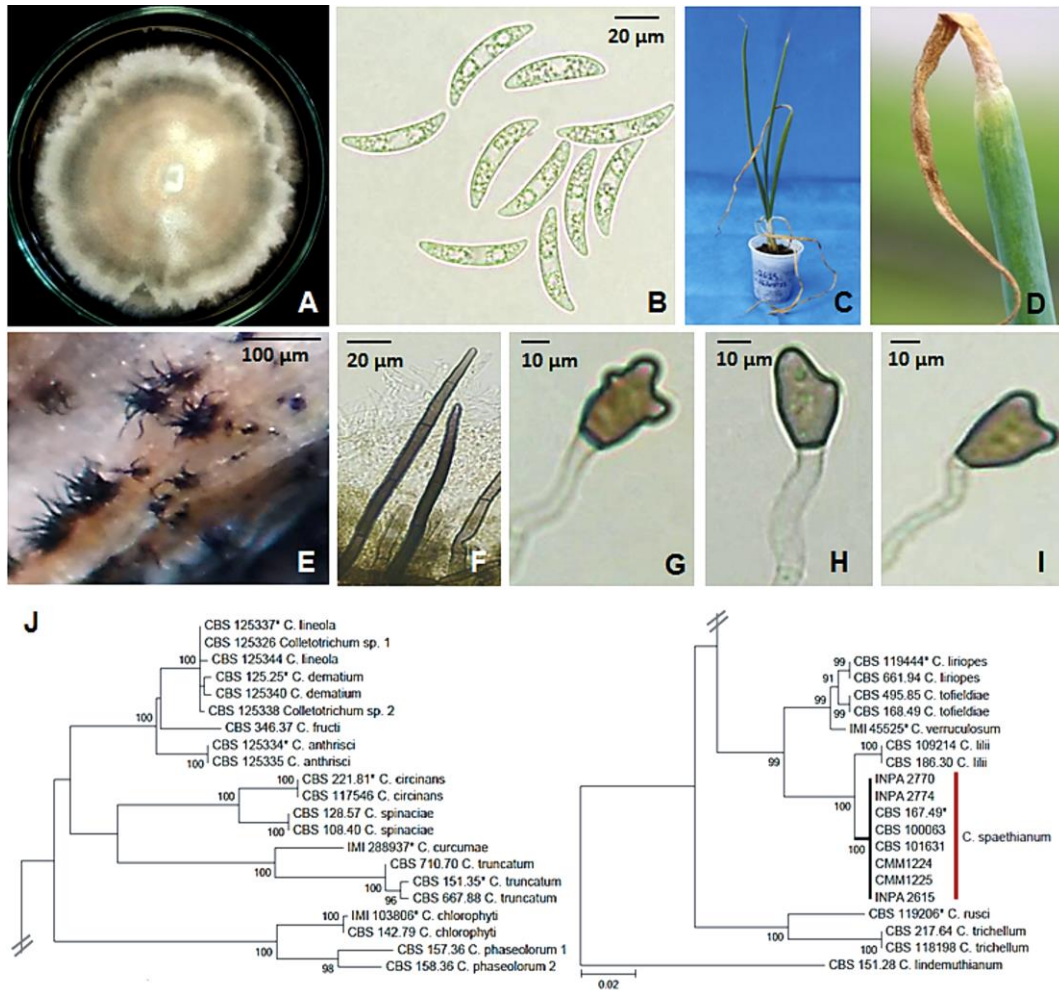 A
20 µm
B
C
D
100 µm
E
20 µm
F
10 µm
G
10 µm
H
10 µm
I
J
CBS 125337* C. lineola
CBS 125326 Colletotrichum sp. 1
100
CBS 125344 C. lineola
CBS 125.25* C. dematium
CBS 125340 C. dematium
CBS 125338 Colletotrichum sp. 2
100
CBS 346.37 C. fructi
CBS 125334* C. anthrisci
100
CBS 125335 C. anthrisci
100
CBS 221.81* C. circinans
100
CBS 117546 C. circinans
CBS 128.57 C. spinaciae
100
CBS 108.40 C. spinaciae
IMI 288937* C. curcumae
100
CBS 710.70 C. truncatum
100
CBS 151.35* C. truncatum
96
CBS 667.88 C. truncatum
100
IMI 103806* C. chlorophyti
CBS 142.79 C. chlorophyti
100
CBS 157.36 C. phaseolorum 1
98
CBS 158.36 C. phaseolorum 2
99
CBS 119444* C. liriopes
91
CBS 661.94 C. liriopes
99
CBS 495.85 C. tofieldiae
99
CBS 168.49 C. tofieldiae
IMI 45525* C. verruculosum
99
CBS 109214 C. lilii
CBS 186.30 C. lilii
INPA 2770
INPA 2774
100
CBS 167.49*
CBS 100063
C. spaethianum
100
CBS 101631
CMM1224
CMM1225
INPA 2615
CBS 119206* C. rusci
100
CBS 217.64 C. trichellum
100
CBS 118198 C. trichellum
CBS 151.28 C. lindemuthianum
0.02